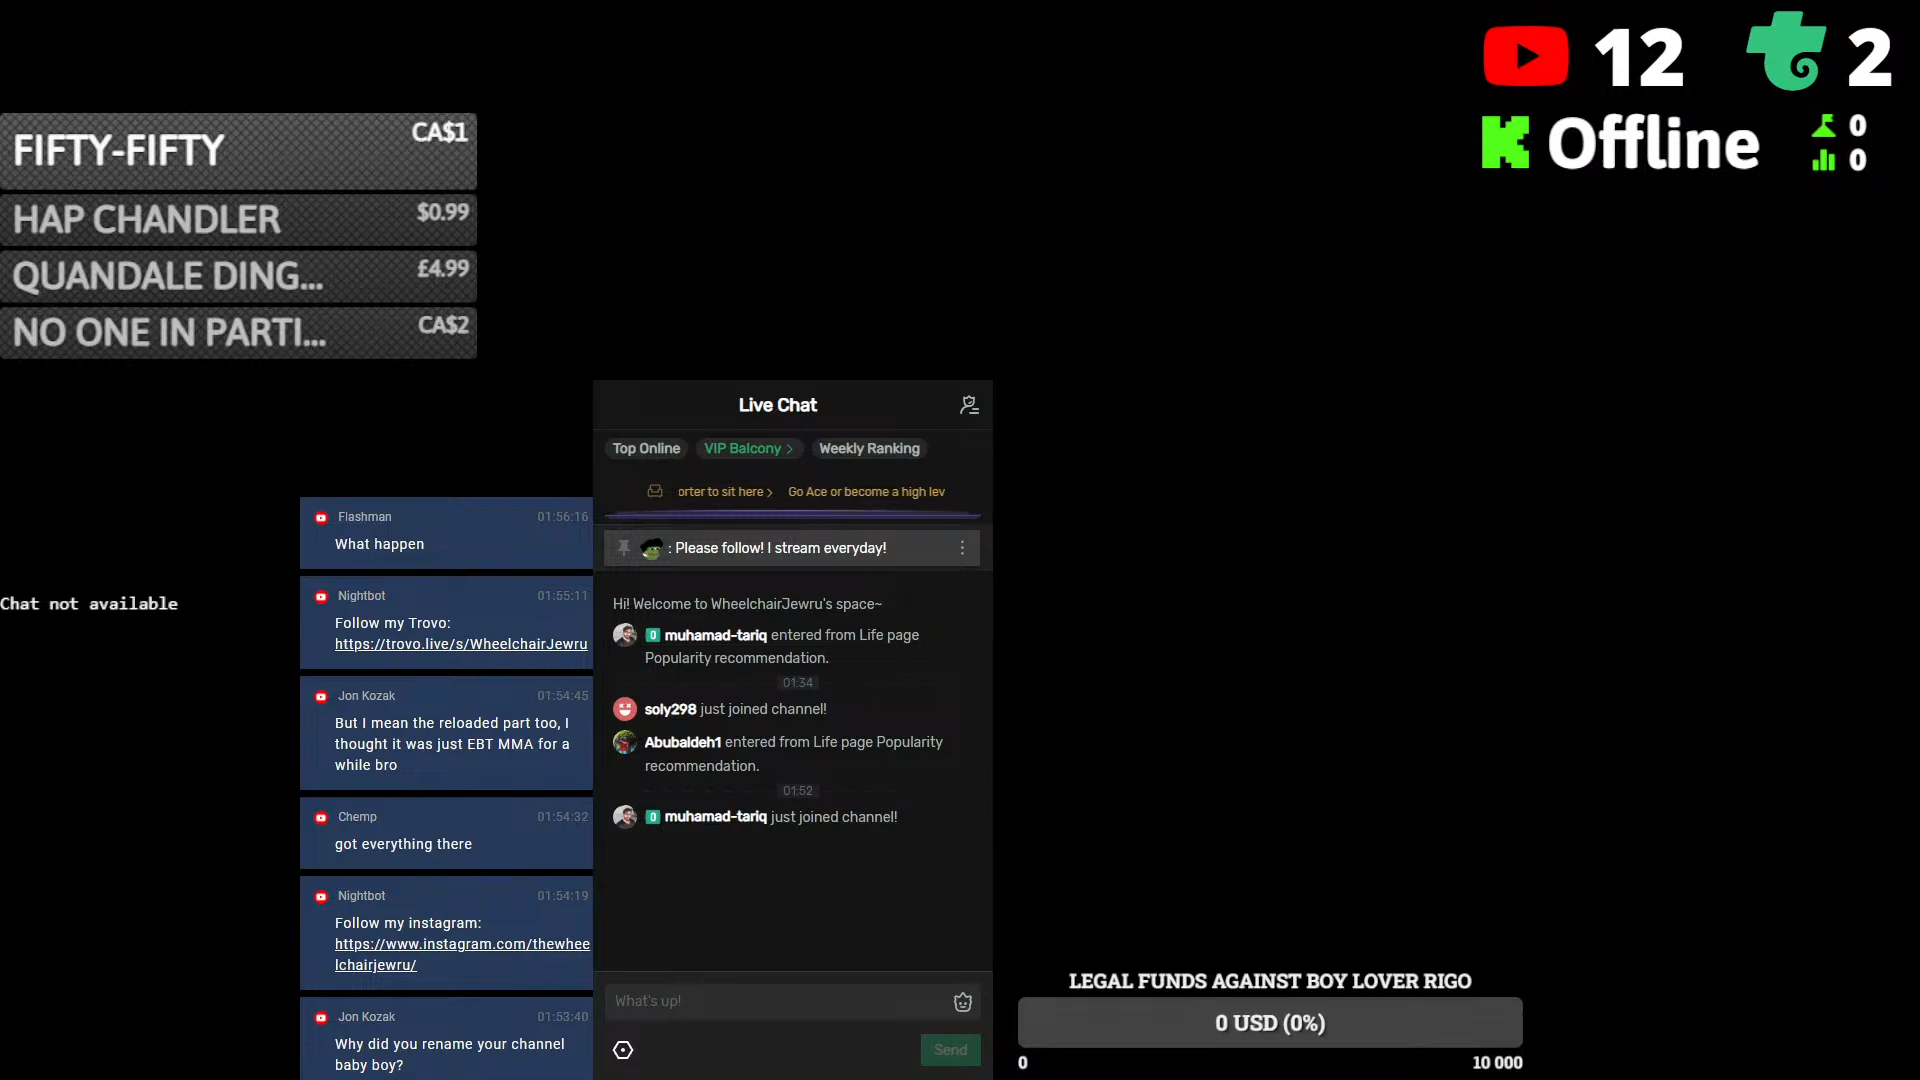 12
2
Offline
0
0
FIFTY-FIFTY CA$1
HAP CHANDLER $0.99
QUANDALE DING... £4.99
NO ONE IN PARTI... CA$2
Chat not available
Flashman 01:56:16
What happen
Nightbot 01:55:11
Follow my Trovo:
https://trovo.live/s/WheelchairJewru
Jon Kozak 01:54:45
But I mean the reloaded part too, I
thought it was just EBT MMA for a
while bro
Chemp 01:54:32
got everything there
Nightbot 01:54:19
Follow my instagram:
https://www.instagram.com/thewhee
lchairjewru/
Jon Kozak 01:53:40
Why did you rename your channel
baby boy?
Live Chat
Top Online VIP Balcony > Weekly Ranking
orter to sit here > Go Ace or become a high lev
: Please follow! I stream everyday!
Hi! Welcome to WheelchairJewru's space~
0 muhamad-tariq entered from Life page
Popularity recommendation.
01:34
soly298 just joined channel!
Abubaldeh1 entered from Life page Popularity
recommendation.
01:52
0 muhamad-tariq just joined channel!
What's up!
Send
LEGAL FUNDS AGAINST BOY LOVER RIGO
0 USD (0%)
0 10 000